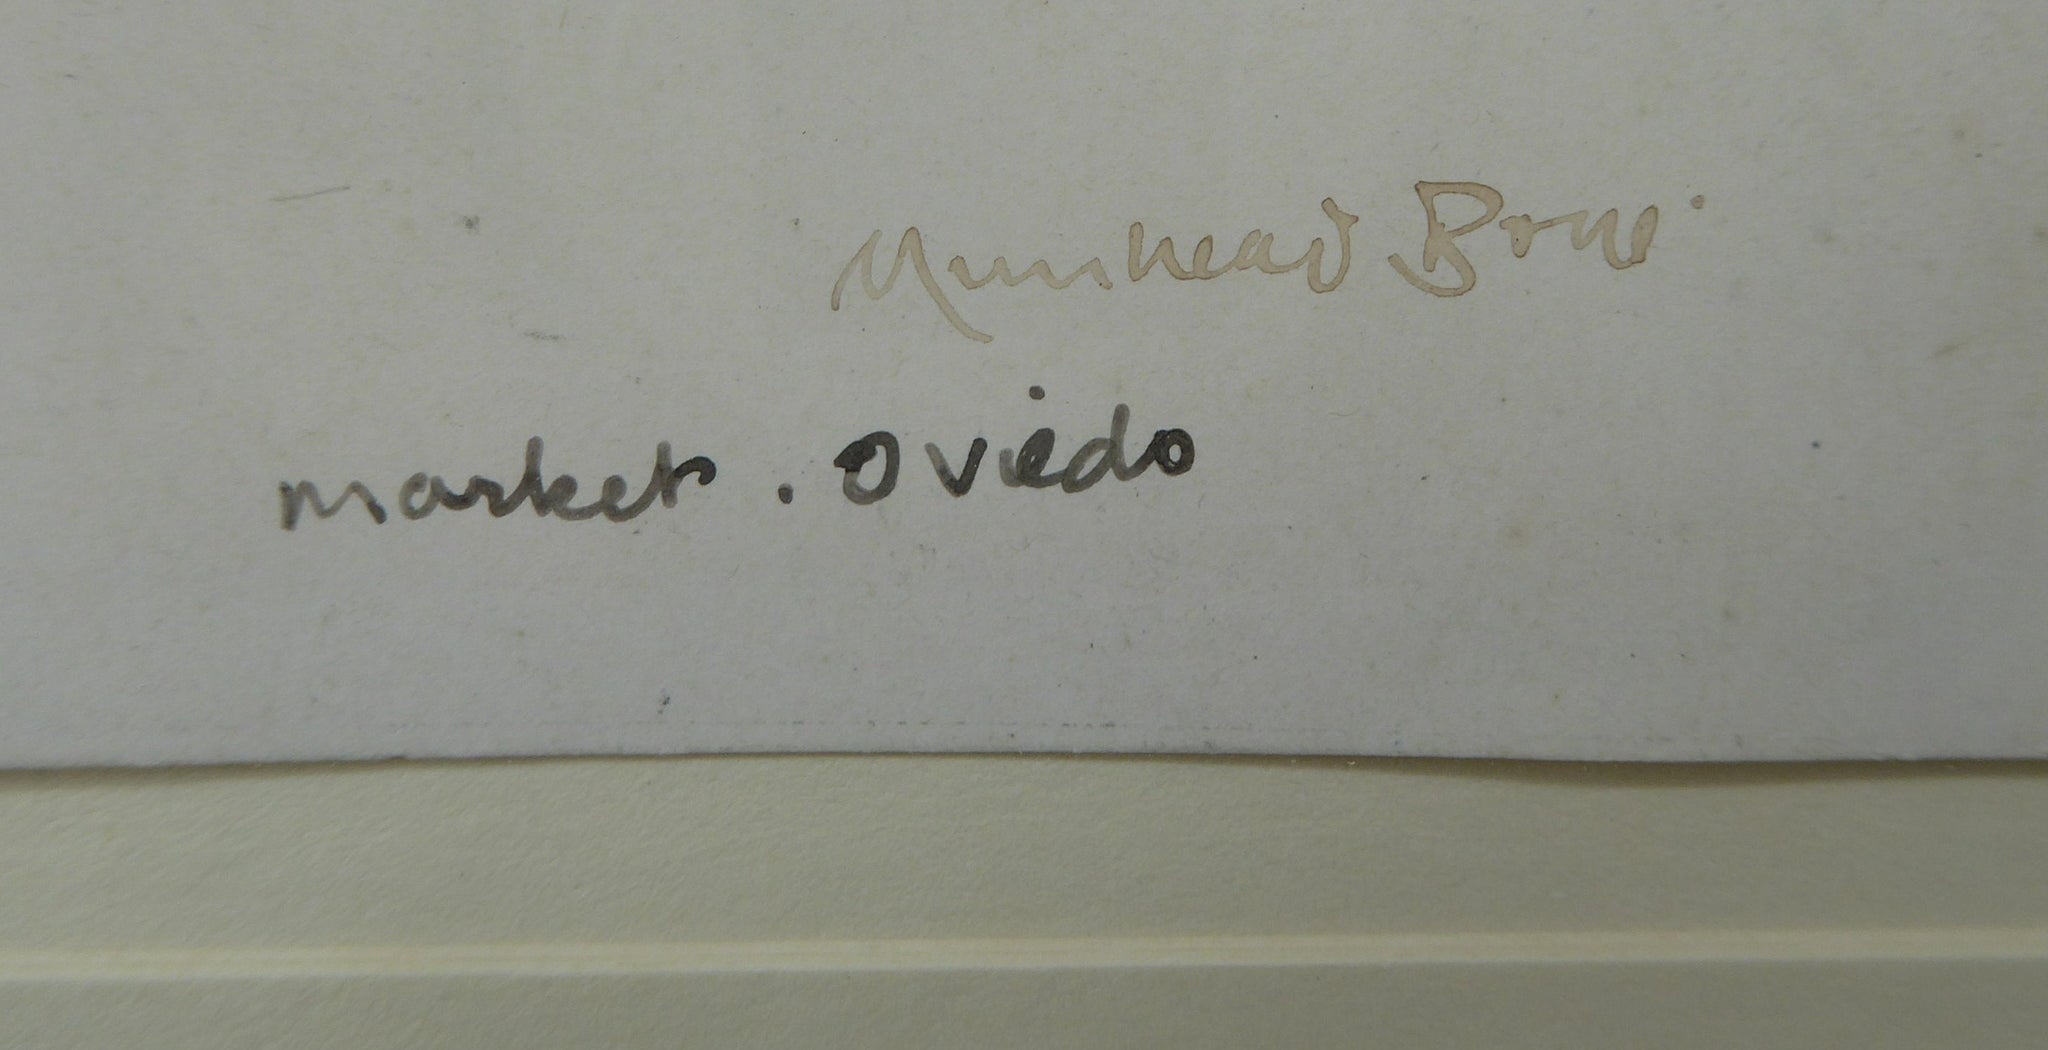 Muirhead Bone.
market . oviedo